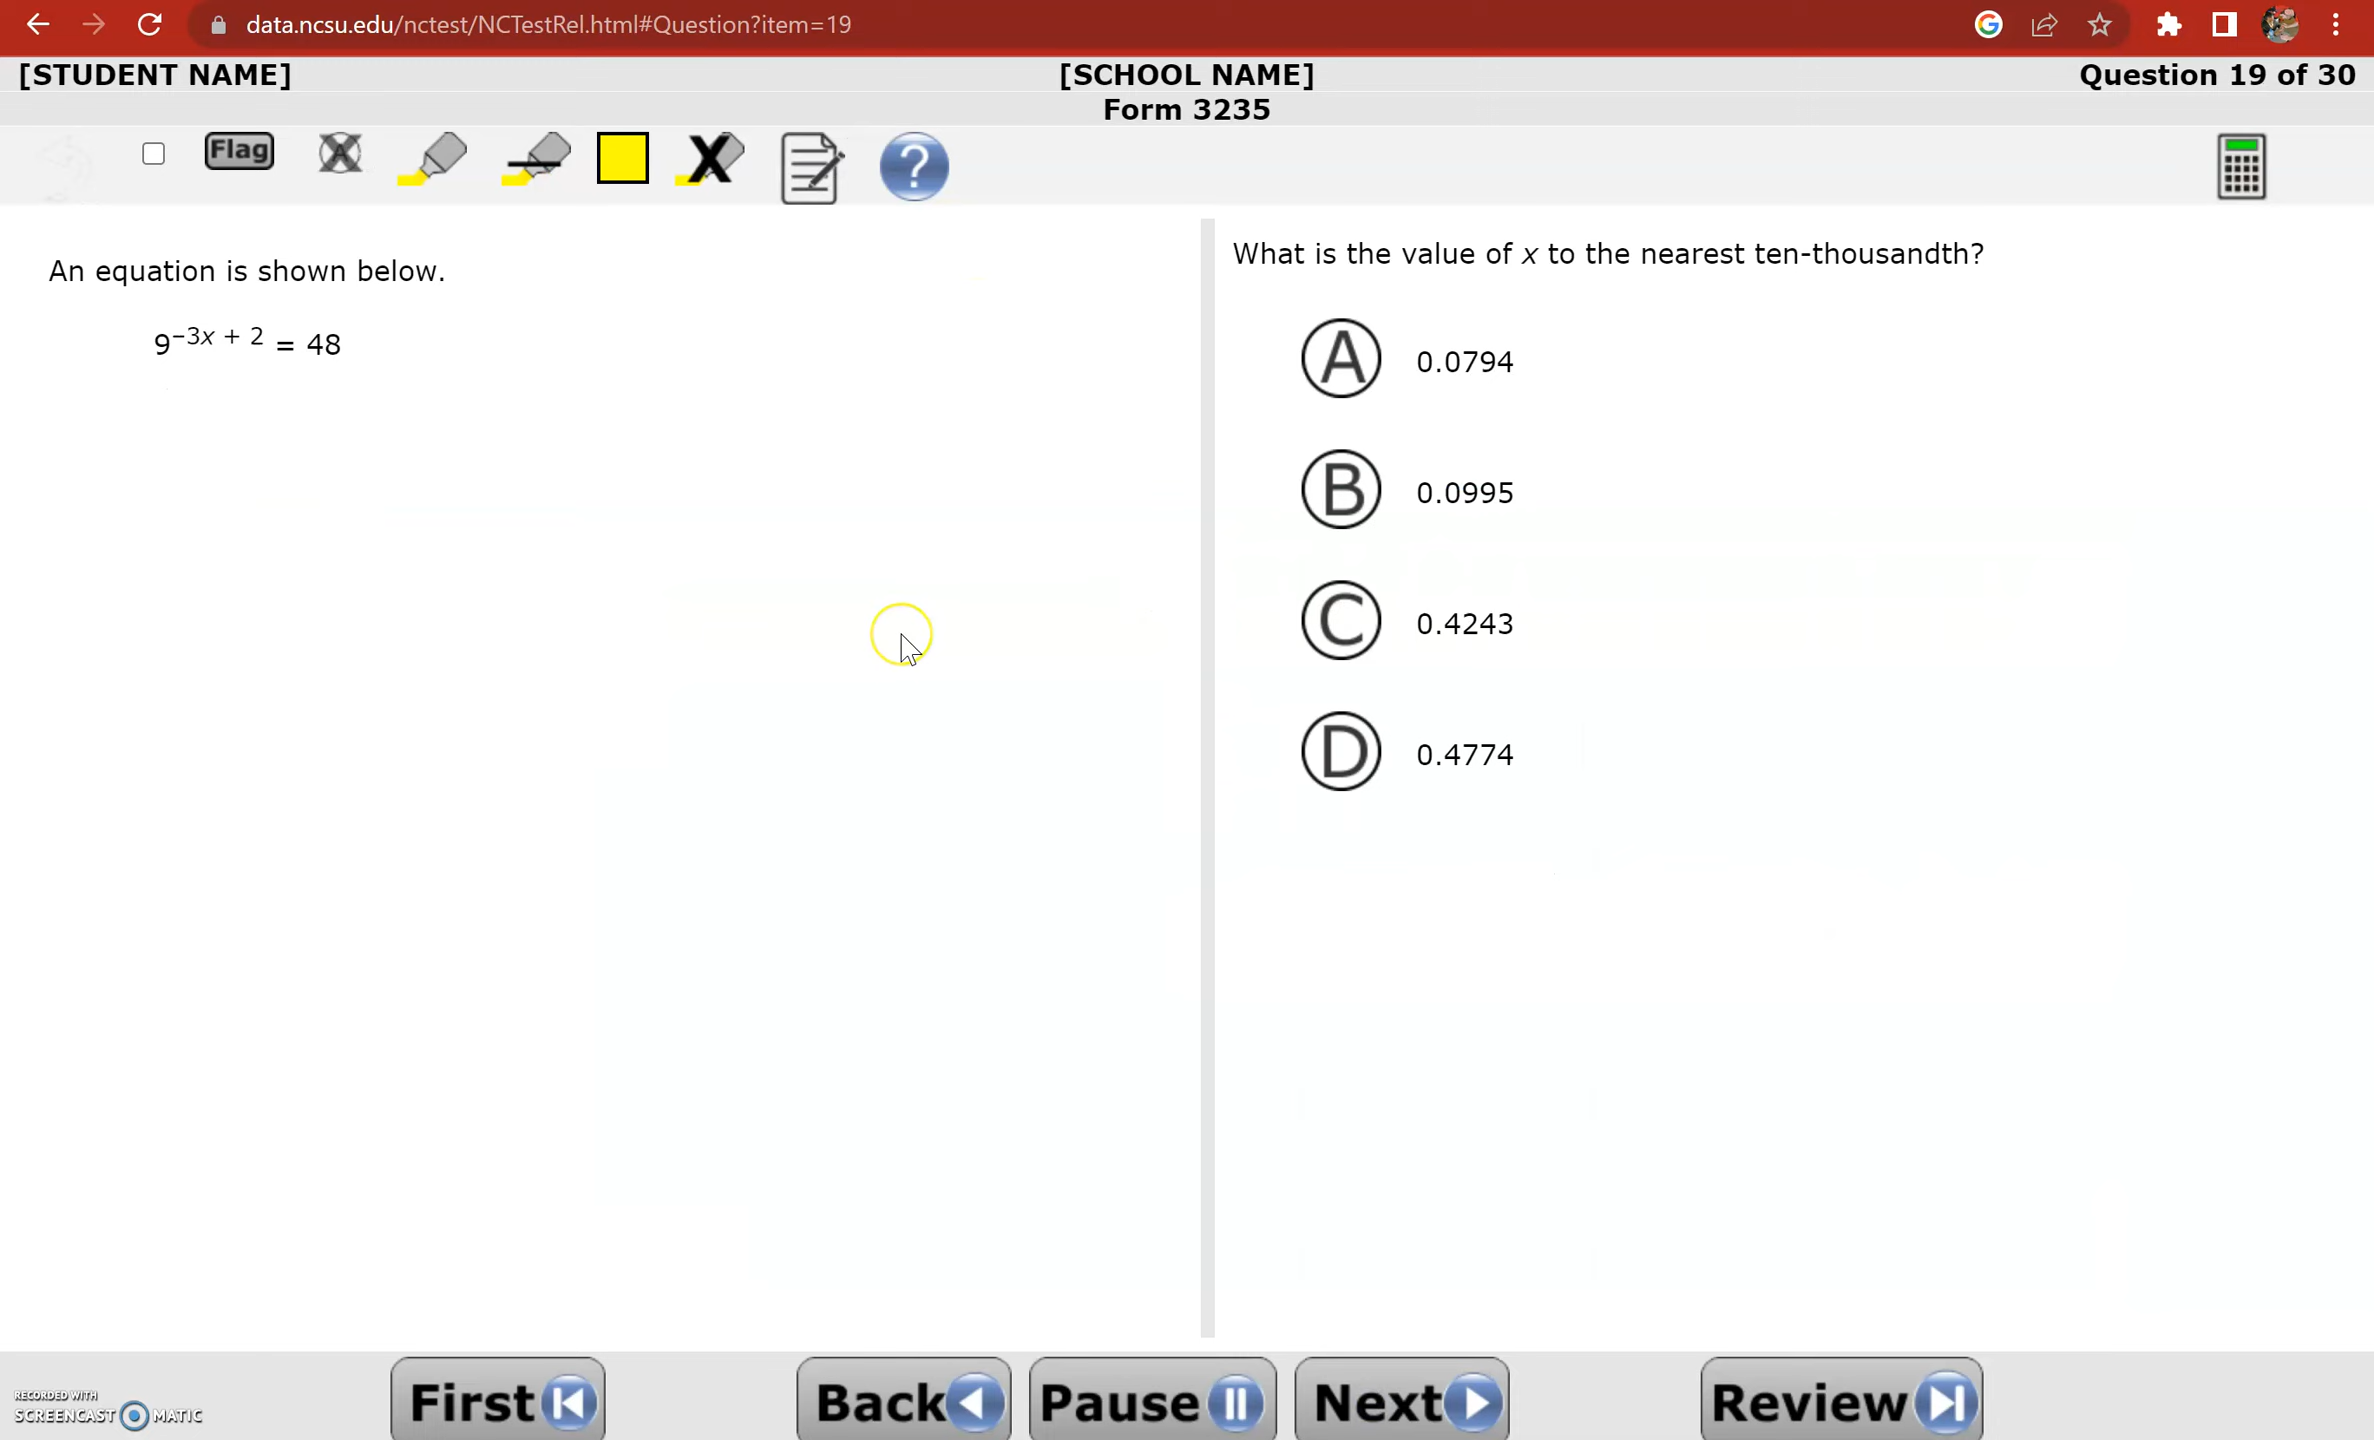 data.ncsu.edu/nctest/NCTestRel.html#Question?item=19
[STUDENT NAME] [SCHOOL NAME] Question 19 of 30
Form 3235
Flag A X ?
An equation is shown below.
9^−3x + 2 = 48
What is the value of x to the nearest ten-thousandth?
A 0.0794
B 0.0995
C 0.4243
D 0.4774
RECORDED WITH
SCREENCAST MATIC
First Back Pause Next Review